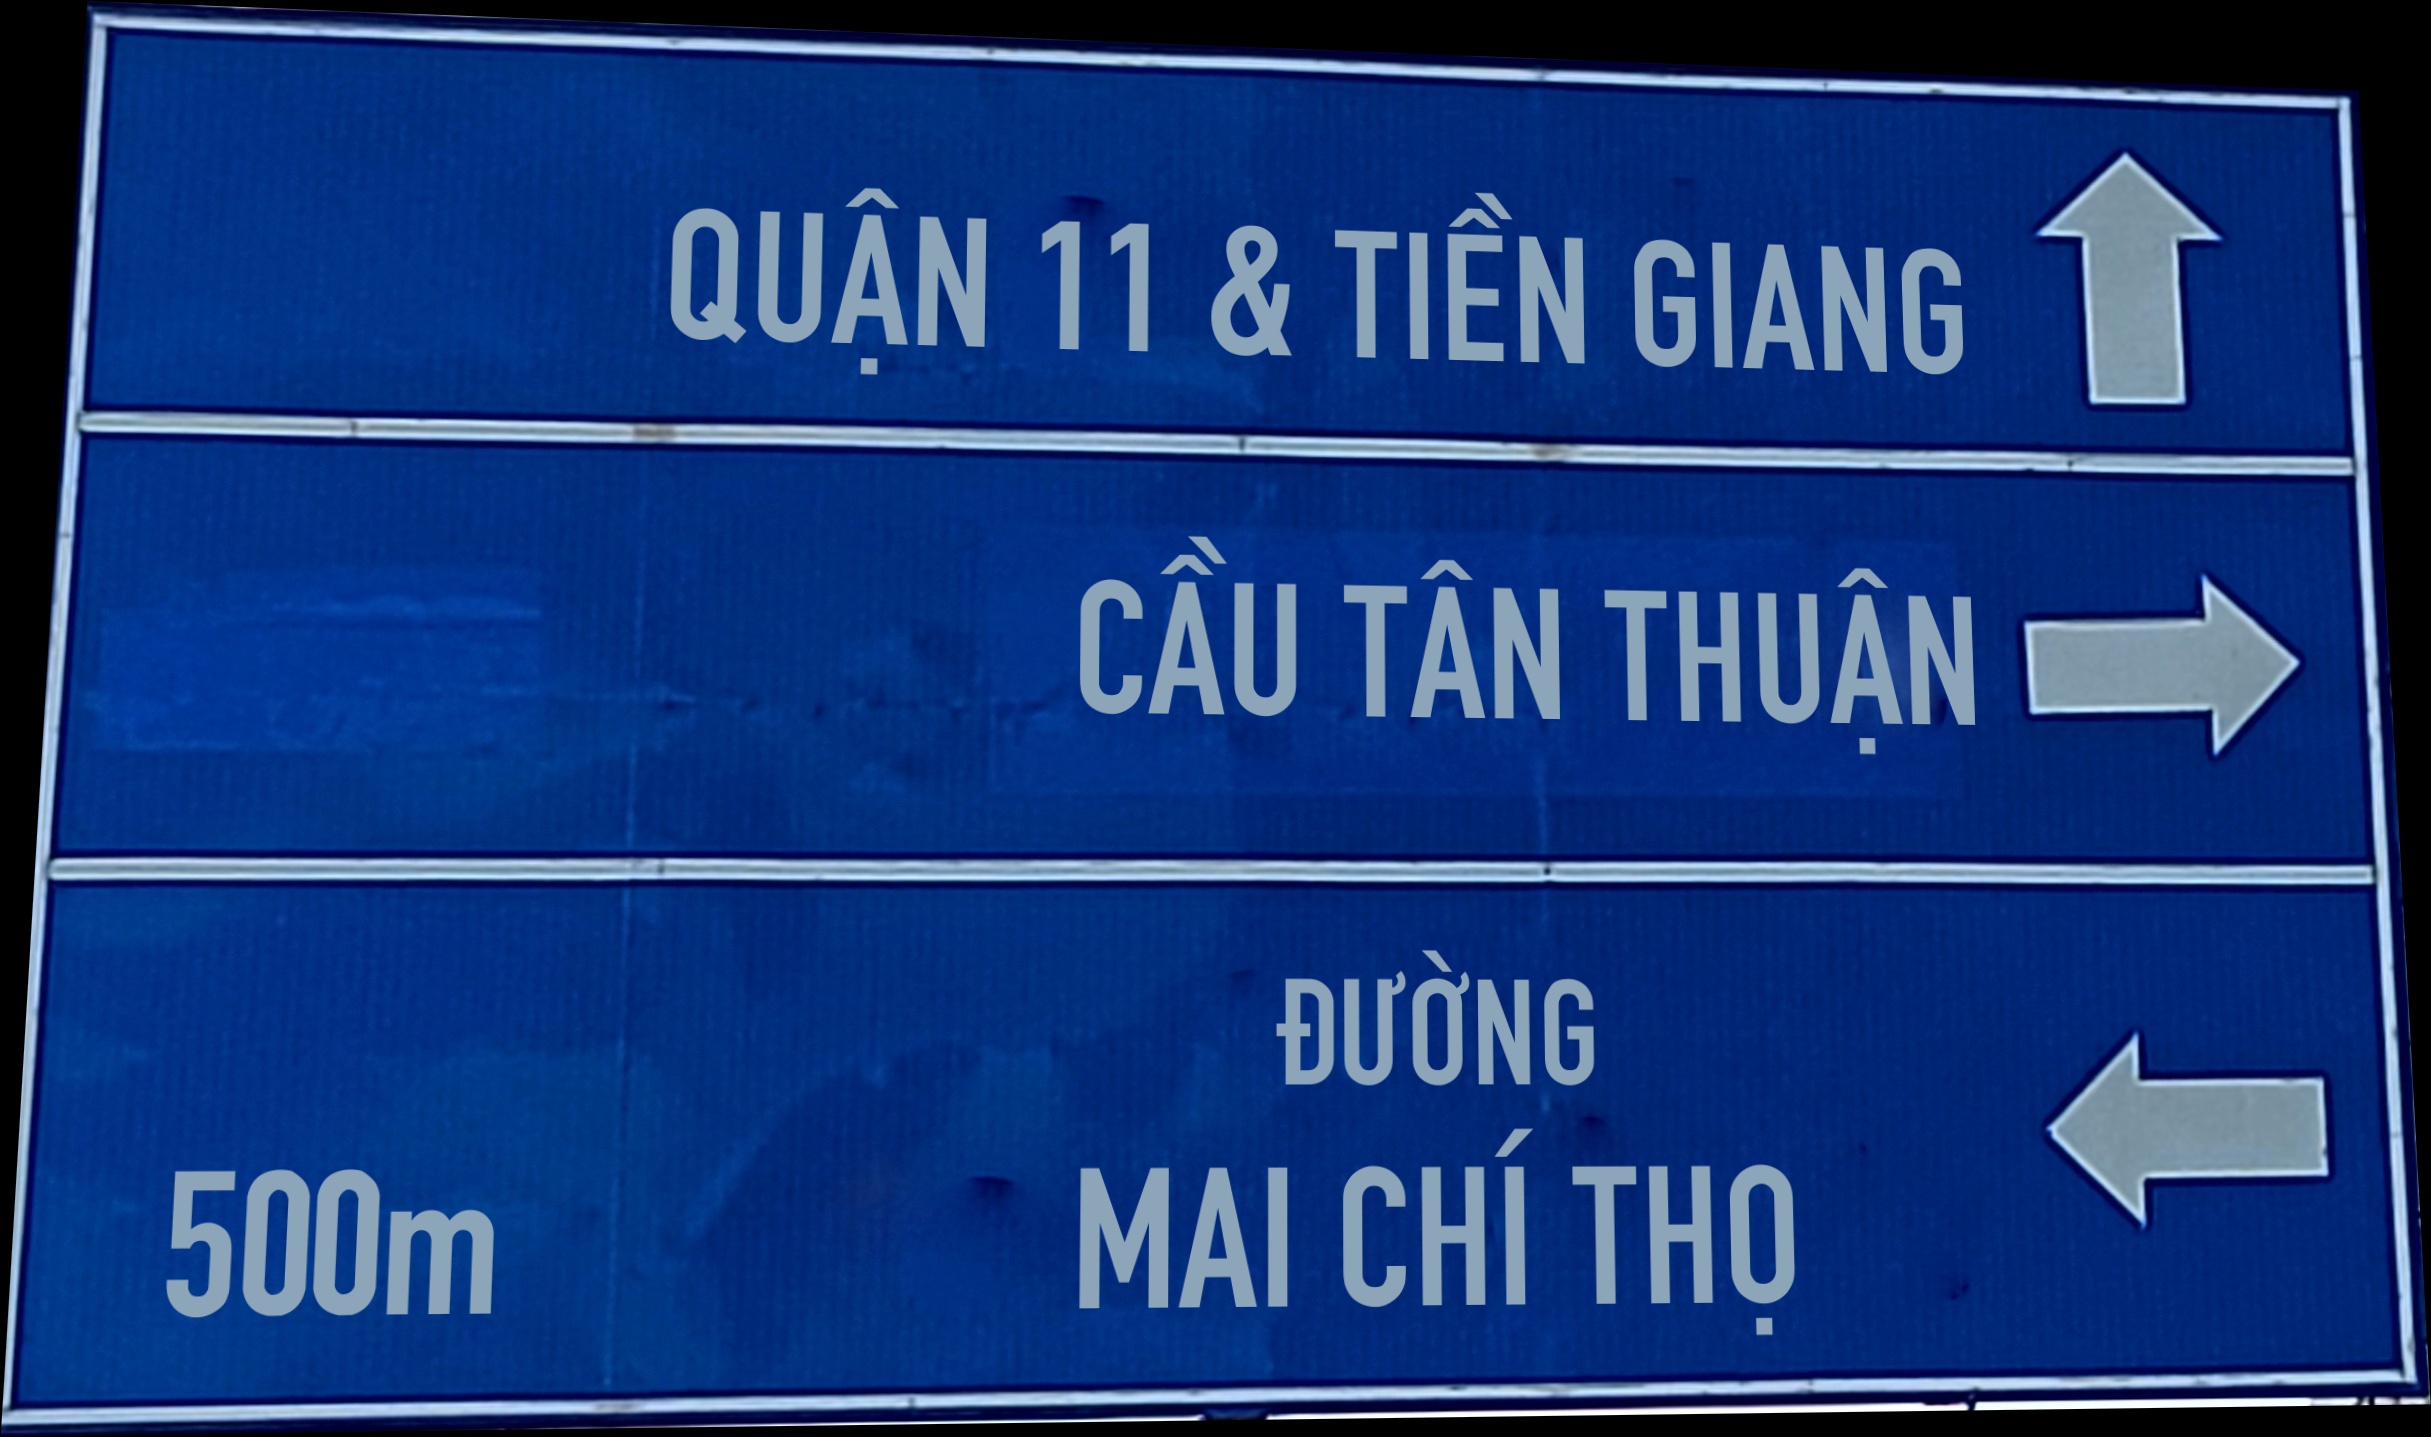 QUẬN 11 & TIỀN GIANG
CẦU TÂN THUẬN
ĐƯỜNG
MAI CHÍ THỌ
500m